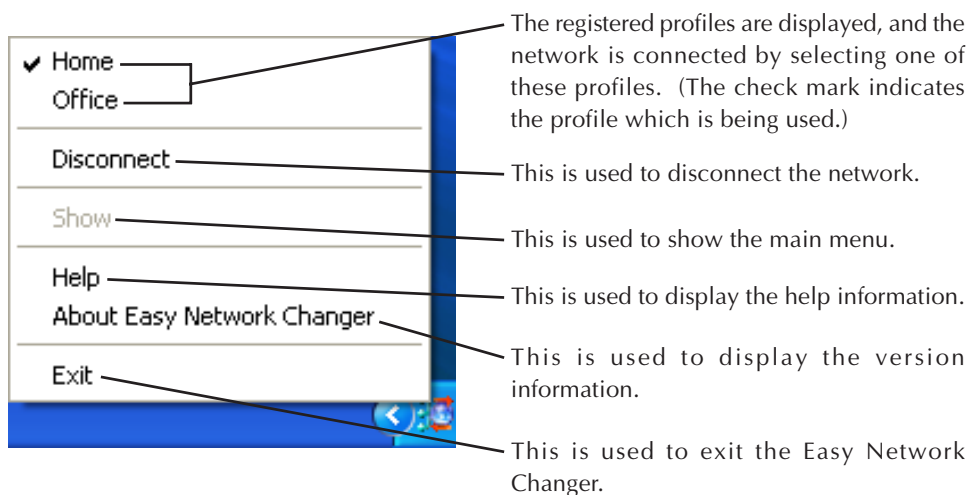 The registered profiles are displayed, and the
network is connected by selecting one of
these profiles. (The check mark indicates
the profile which is being used.)
Home
Office
Disconnect
This is used to disconnect the network.
Show
This is used to show the main menu.
Help
This is used to display the help information.
About Easy Network Changer
This is used to display the version
information.
Exit
This is used to exit the Easy Network
Changer.